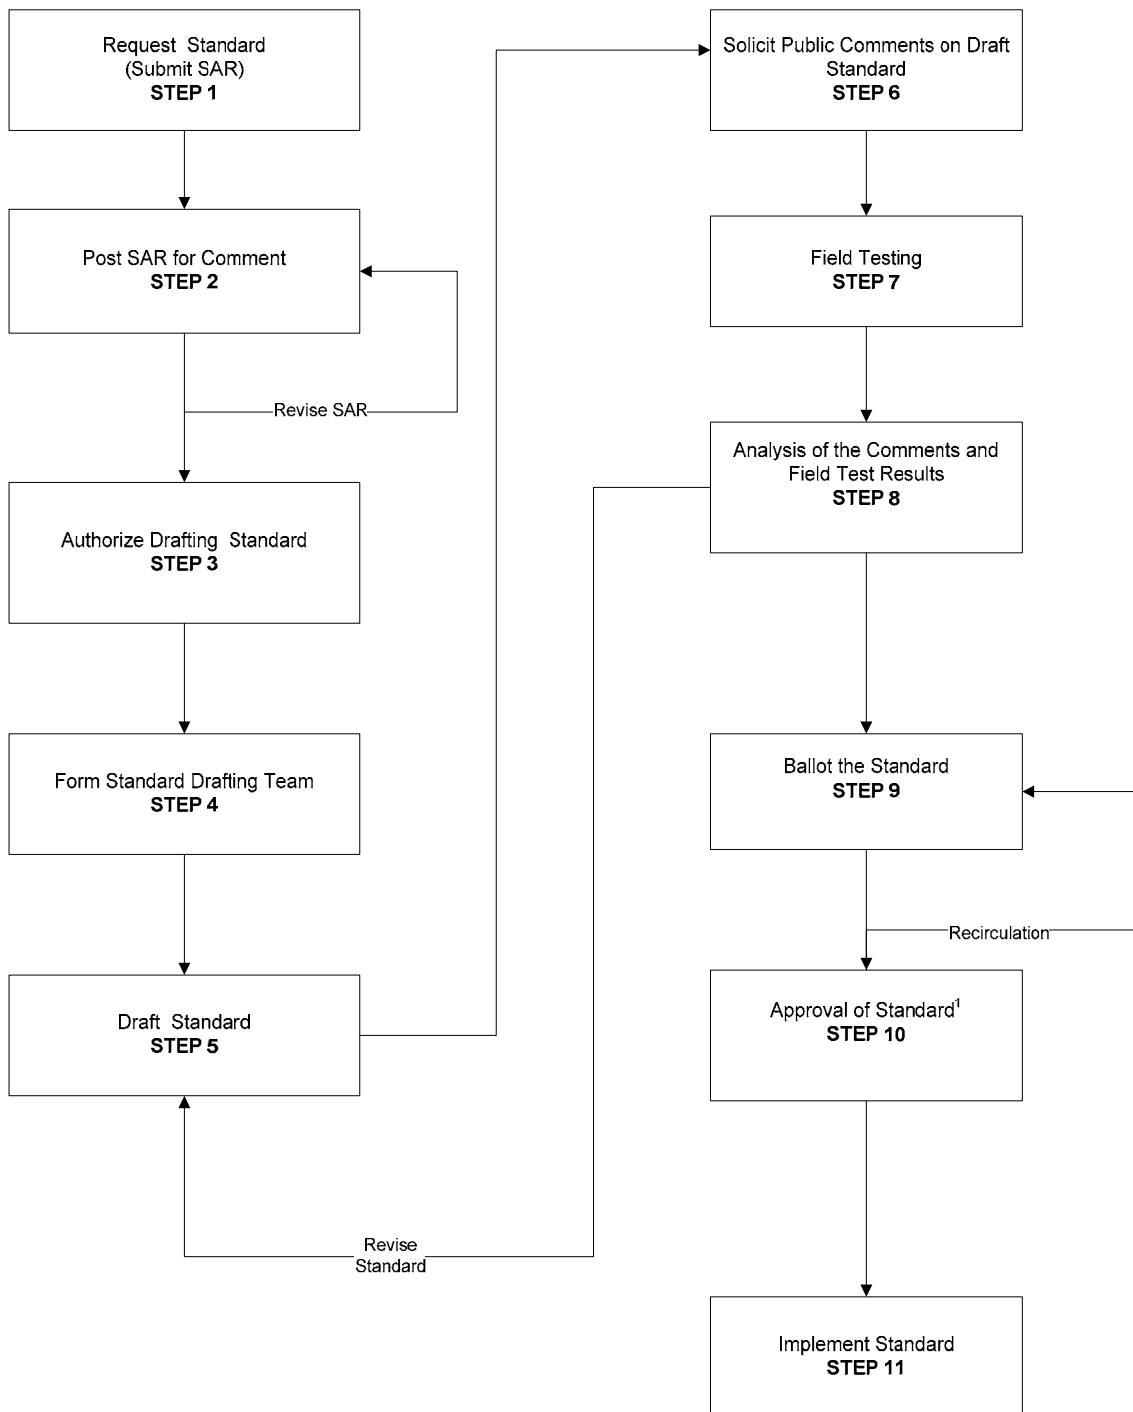 Request Standard
(Submit SAR)
STEP 1
Post SAR for Comment
STEP 2
Revise SAR
Authorize Drafting Standard
STEP 3
Form Standard Drafting Team
STEP 4
Draft Standard
STEP 5
Revise
Standard
Solicit Public Comments on Draft
Standard
STEP 6
Field Testing
STEP 7
Analysis of the Comments and
Field Test Results
STEP 8
Ballot the Standard
STEP 9
Recirculation
Approval of Standard¹
STEP 10
Implement Standard
STEP 11